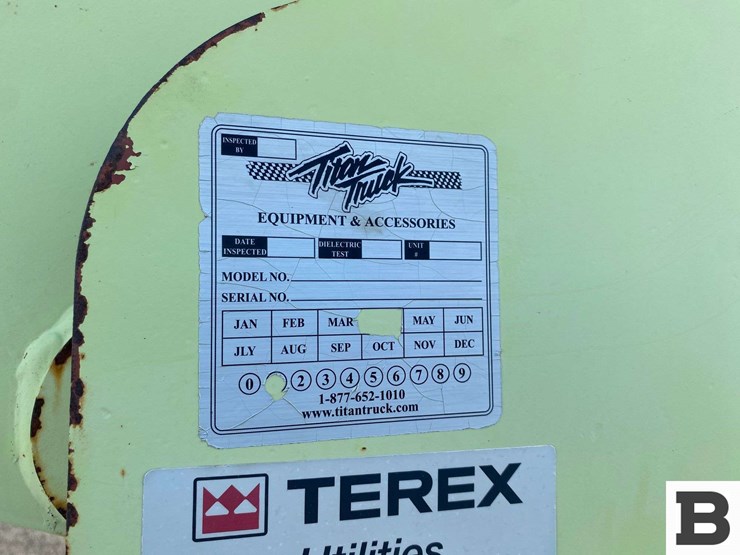 INSPECTED BY
Titan Truck
EQUIPMENT & ACCESSORIES
DATE INSPECTED DIELECTRIC TEST UNIT #
MODEL NO.
SERIAL NO.
JAN FEB MAR MAY JUN
JLY AUG SEP OCT NOV DEC
0 2 3 4 5 6 7 8 9
1-877-652-1010
www.titantruck.com
TEREX
Utilities
B